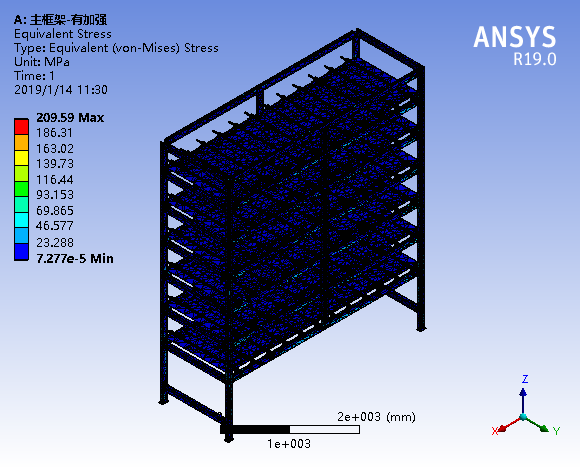 A: 主框架-有加强
Equivalent Stress
Type: Equivalent (von-Mises) Stress
Unit: MPa
Time: 1
2019/1/14 11:30
ANSYS
R19.0
209.59 Max
186.31
163.02
139.73
116.44
93.153
69.865
46.577
23.288
7.277e-5 Min
2e+003 (mm)
1e+003
Z
X
Y